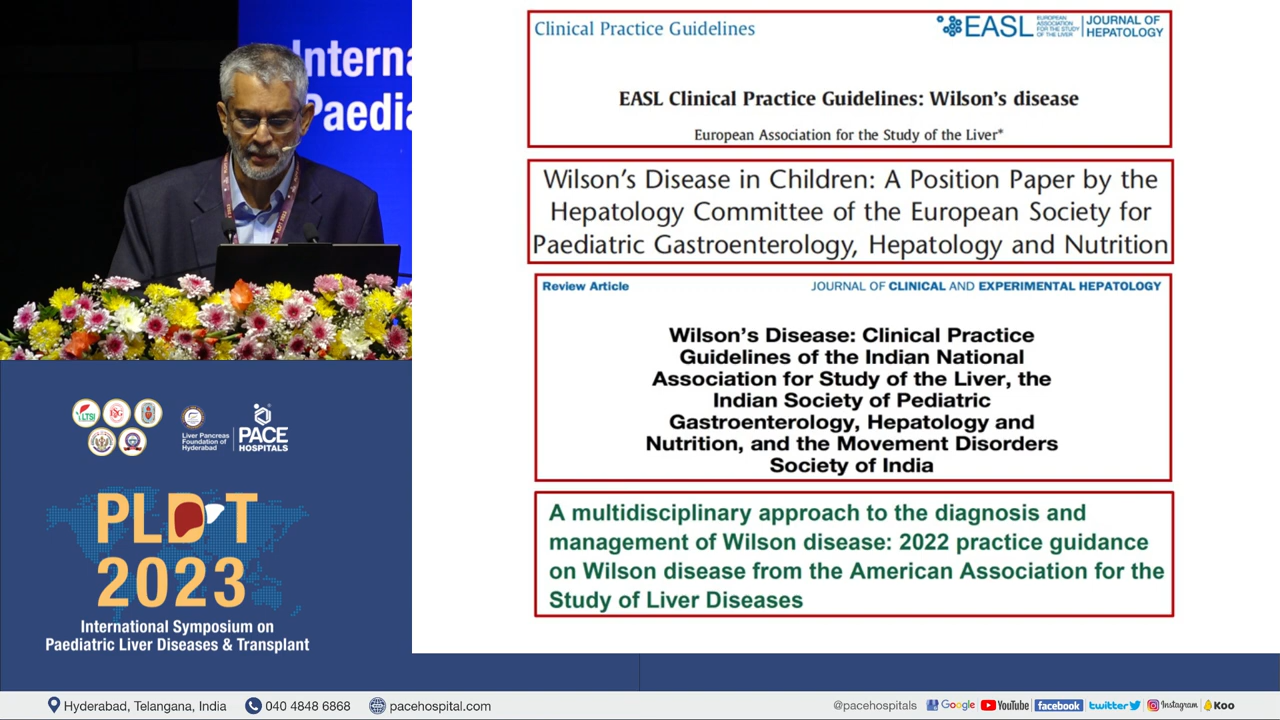 Interna
Paedia
Clinical Practice Guidelines
EASL
EUROPEAN
ASSOCIATION
FOR THE STUDY
OF THE LIVER
JOURNAL OF
HEPATOLOGY
EASL Clinical Practice Guidelines: Wilson's disease
European Association for the Study of the Liver*
Wilson's Disease in Children: A Position Paper by the
Hepatology Committee of the European Society for
Paediatric Gastroenterology, Hepatology and Nutrition
Review Article
JOURNAL OF CLINICAL AND EXPERIMENTAL HEPATOLOGY
Wilson's Disease: Clinical Practice
Guidelines of the Indian National
Association for Study of the Liver, the
Indian Society of Pediatric
Gastroenterology, Hepatology and
Nutrition, and the Movement Disorders
Society of India
A multidisciplinary approach to the diagnosis and
management of Wilson disease: 2022 practice guidance
on Wilson disease from the American Association for the
Study of Liver Diseases
LTSI
Liver Pancreas
Foundation of
Hyderabad
PACE
HOSPITALS
PLDT
2023
International Symposium on
Paediatric Liver Diseases & Transplant
Hyderabad, Telangana, India
040 4848 6868
pacehospital.com
@pacehospitals
Google
YouTube
facebook
twitter
Instagram
Koo